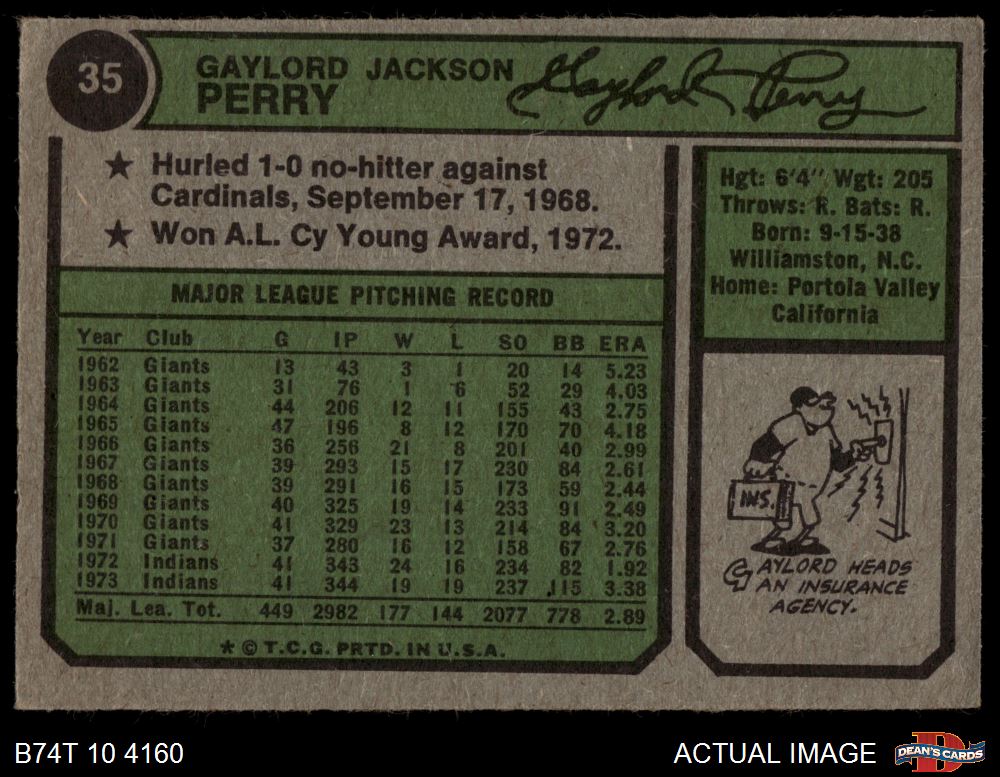 35
GAYLORD JACKSON
PERRY
Gaylord Perry
★ Hurled 1-0 no-hitter against
Cardinals, September 17, 1968.
★ Won A.L. Cy Young Award, 1972.
MAJOR LEAGUE PITCHING RECORD
Year Club G IP W L SO BB ERA
1962 Giants 13 43 3 1 20 14 5.23
1963 Giants 31 76 1 6 52 29 4.03
1964 Giants 44 206 12 11 155 43 2.75
1965 Giants 47 196 8 12 170 70 4.18
1966 Giants 36 256 21 8 201 40 2.99
1967 Giants 39 293 15 17 230 84 2.61
1968 Giants 39 291 16 15 173 59 2.44
1969 Giants 40 325 19 14 233 91 2.49
1970 Giants 41 329 23 13 214 84 3.20
1971 Giants 37 280 16 12 158 67 2.76
1972 Indians 41 343 24 16 234 82 1.92
1973 Indians 41 344 19 19 237 115 3.38
Maj. Lea. Tot. 449 2982 177 144 2077 778 2.89
* © T.C.G. PRTD. IN U.S.A.
Hgt: 6'4" Wgt: 205
Throws: R. Bats: R.
Born: 9-15-38
Williamston, N.C.
Home: Portola Valley
California
INS.
GAYLORD HEADS
AN INSURANCE
AGENCY.
B74T 10 4160
ACTUAL IMAGE
D
DEAN'S CARDS